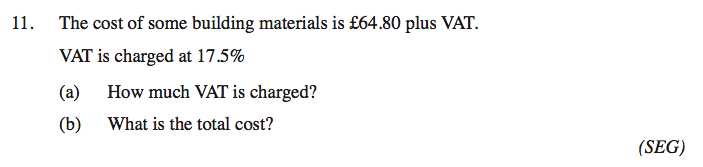 11. The cost of some building materials is £64.80 plus VAT.
VAT is charged at 17.5%
(a) How much VAT is charged?
(b) What is the total cost?
(SEG)